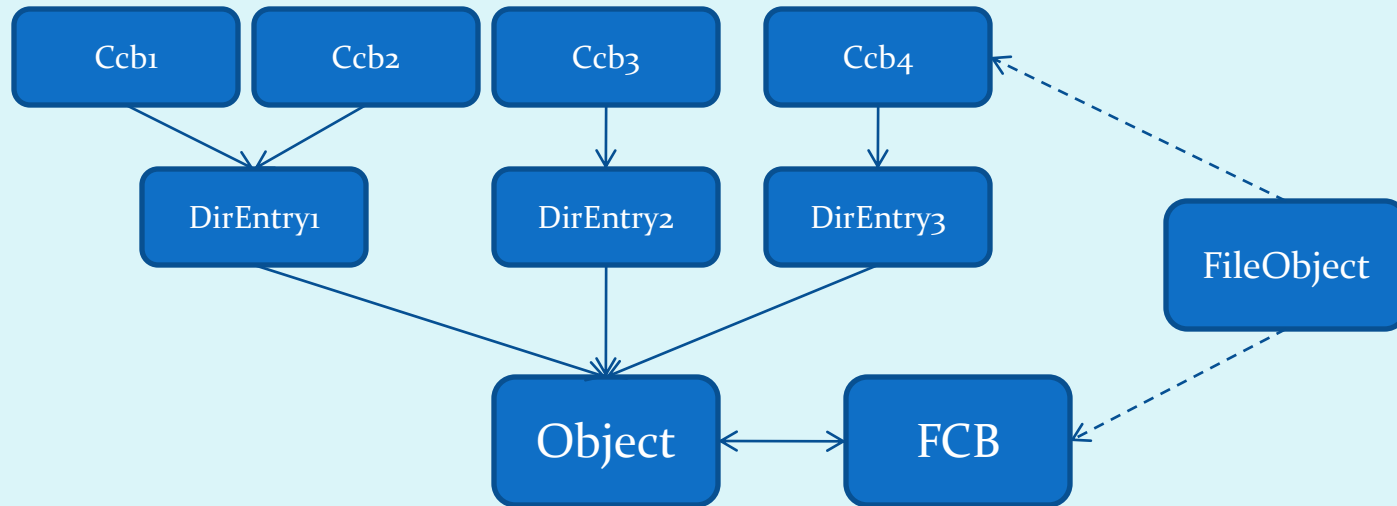 Ccb1
Ccb2
Ccb3
Ccb4
DirEntry1
DirEntry2
DirEntry3
FileObject
Object
FCB